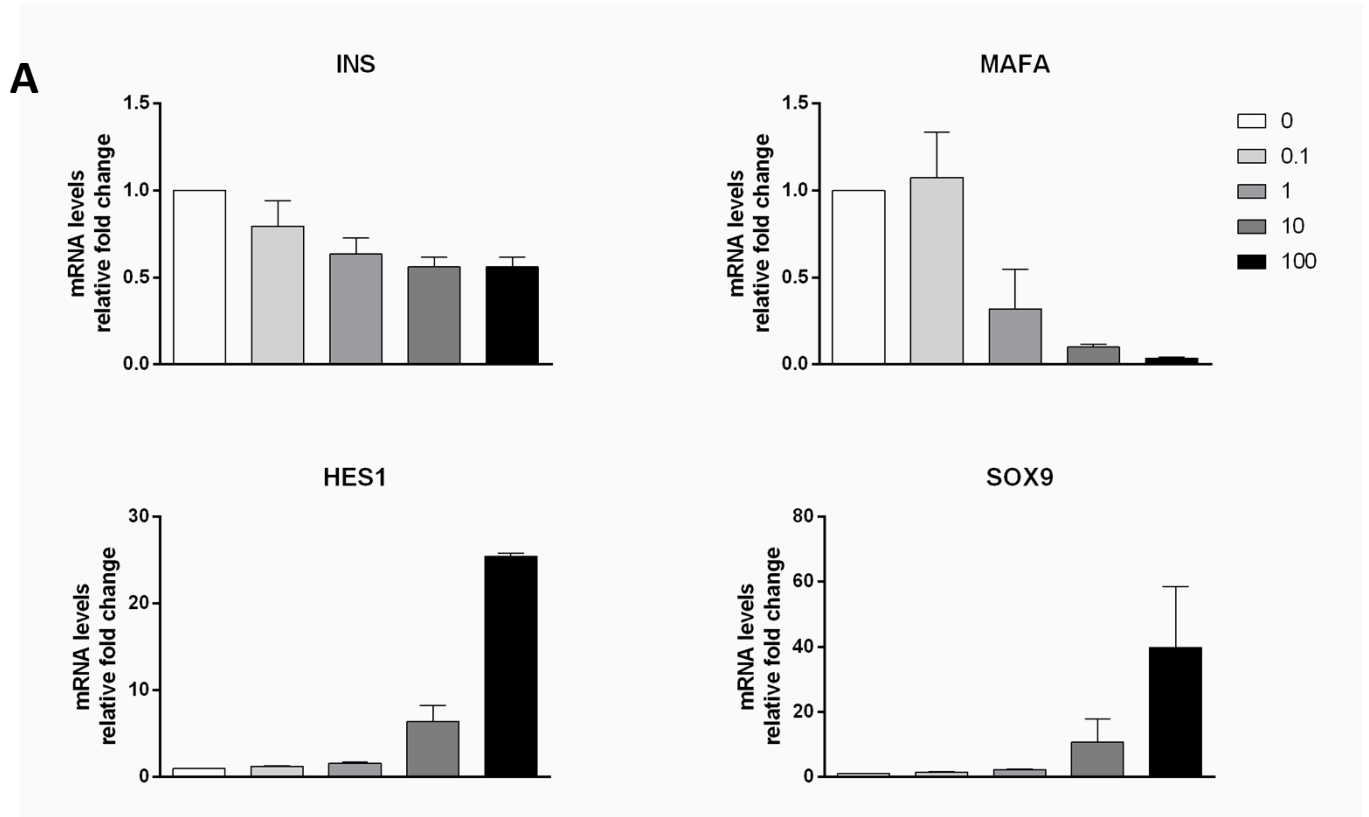 A
INS
mRNA levels
relative fold change
1.5
1.0
0.5
0.0
MAFA
mRNA levels
relative fold change
1.5
1.0
0.5
0.0
0
0.1
1
10
100
HES1
mRNA levels
relative fold change
30
20
10
0
SOX9
mRNA levels
relative fold change
80
60
40
20
0